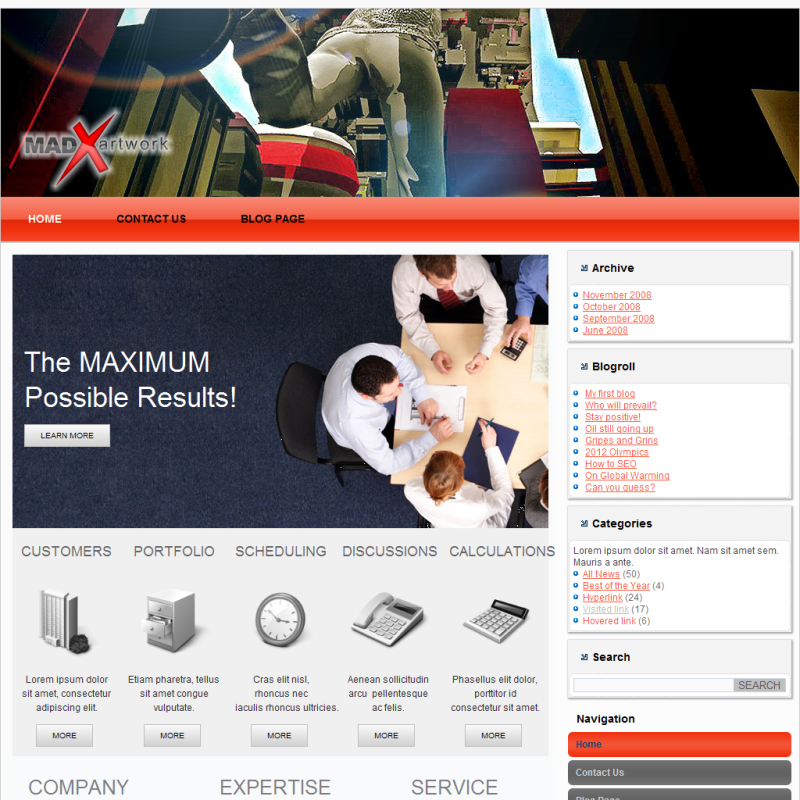 MADXartwork
HOME CONTACT US BLOG PAGE
The MAXIMUM
Possible Results!
LEARN MORE
CUSTOMERS PORTFOLIO SCHEDULING DISCUSSIONS CALCULATIONS
Lorem ipsum dolor
sit amet, consectetur
adipiscing elit.
MORE
Etiam pharetra, tellus
sit amet congue
vulputate.
MORE
Cras elit nisl,
rhoncus nec
iaculis rhoncus ultricies.
MORE
Aenean sollicitudin
arcu pellentesque
ac felis.
MORE
Phasellus elit dolor,
porttitor id
consectetur sit amet.
MORE
COMPANY EXPERTISE SERVICE
Archive
November 2008
October 2008
September 2008
June 2008
Blogroll
My first blog
Who will prevail?
Stay positive!
Oil still going up
Gripes and Grins
2012 Olympics
How to SEO
On Global Warming
Can you guess?
Categories
Lorem ipsum dolor sit amet. Nam sit amet sem.
Mauris a ante.
All News (50)
Best of the Year (4)
Hyperlink (24)
Visited link (17)
Hovered link (6)
Search
SEARCH
Navigation
Home
Contact Us
Blog Page